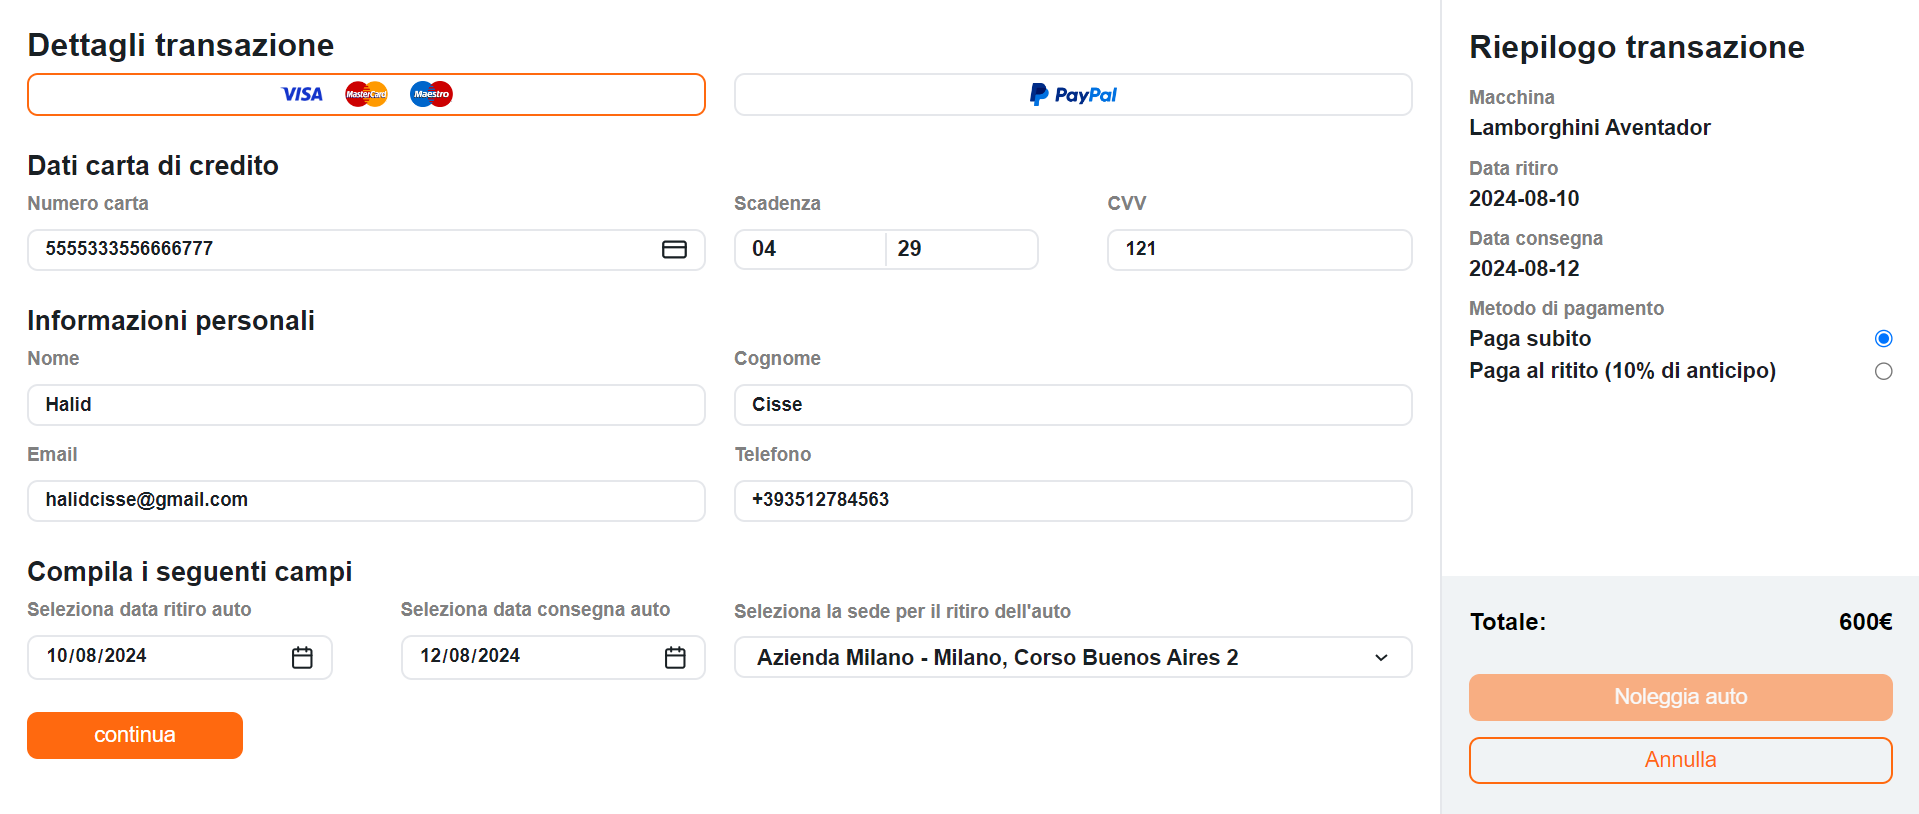 Dettagli transazione
VISA MasterCard Maestro
PayPal
Dati carta di credito
Numero carta
5555333556666777
Scadenza
04 29
CVV
121
Informazioni personali
Nome
Halid
Cognome
Cisse
Email
halidcisse@gmail.com
Telefono
+393512784563
Compila i seguenti campi
Seleziona data ritiro auto
10/08/2024
Seleziona data consegna auto
12/08/2024
Seleziona la sede per il ritiro dell'auto
Azienda Milano - Milano, Corso Buenos Aires 2
continua
Riepilogo transazione
Macchina
Lamborghini Aventador
Data ritiro
2024-08-10
Data consegna
2024-08-12
Metodo di pagamento
Paga subito
Paga al ritito (10% di anticipo)
Totale: 600€
Noleggia auto
Annulla